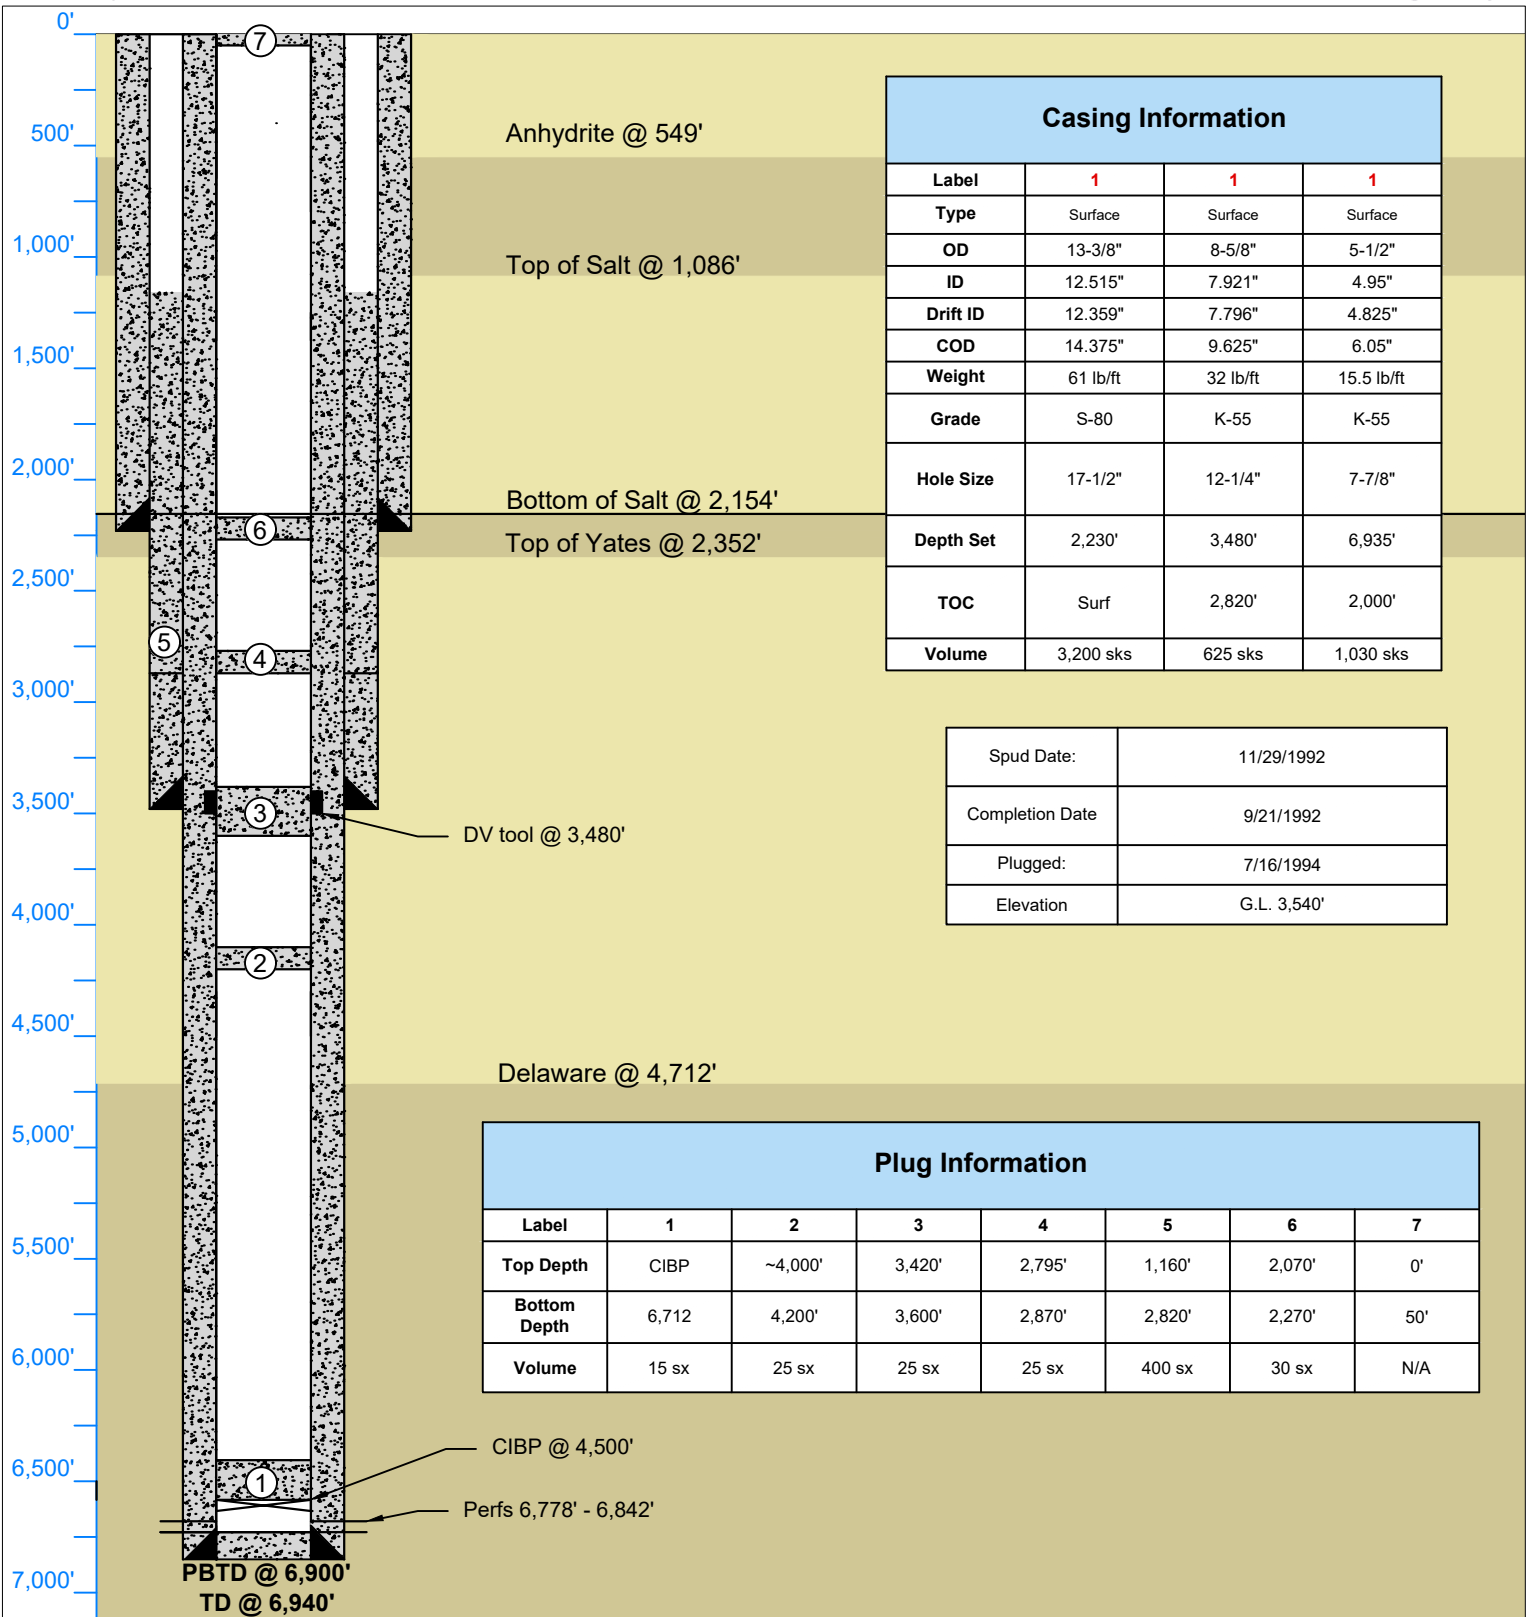 0'
500'
1,000'
1,500'
2,000'
2,500'
3,000'
3,500'
4,000'
4,500'
5,000'
5,500'
6,000'
6,500'
7,000'
7
6
5
4
3
2
1
Anhydrite @ 549'
Top of Salt @ 1,086'
Bottom of Salt @ 2,154'
Top of Yates @ 2,352'
DV tool @ 3,480'
Delaware @ 4,712'
CIBP @ 4,500'
Perfs 6,778' - 6,842'
PBTD @ 6,900'
TD @ 6,940'
Casing Information
Label 1 1 1
Type Surface Surface Surface
OD 13-3/8" 8-5/8" 5-1/2"
ID 12.515" 7.921" 4.95"
Drift ID 12.359" 7.796" 4.825"
COD 14.375" 9.625" 6.05"
Weight 61 lb/ft 32 lb/ft 15.5 lb/ft
Grade S-80 K-55 K-55
Hole Size 17-1/2" 12-1/4" 7-7/8"
Depth Set 2,230' 3,480' 6,935'
TOC Surf 2,820' 2,000'
Volume 3,200 sks 625 sks 1,030 sks
Spud Date: 11/29/1992
Completion Date 9/21/1992
Plugged: 7/16/1994
Elevation G.L. 3,540'
Plug Information
Label 1 2 3 4 5 6 7
Top Depth CIBP ~4,000' 3,420' 2,795' 1,160' 2,070' 0'
Bottom
Depth 6,712 4,200' 3,600' 2,870' 2,820' 2,270' 50'
Volume 15 sx 25 sx 25 sx 25 sx 400 sx 30 sx N/A